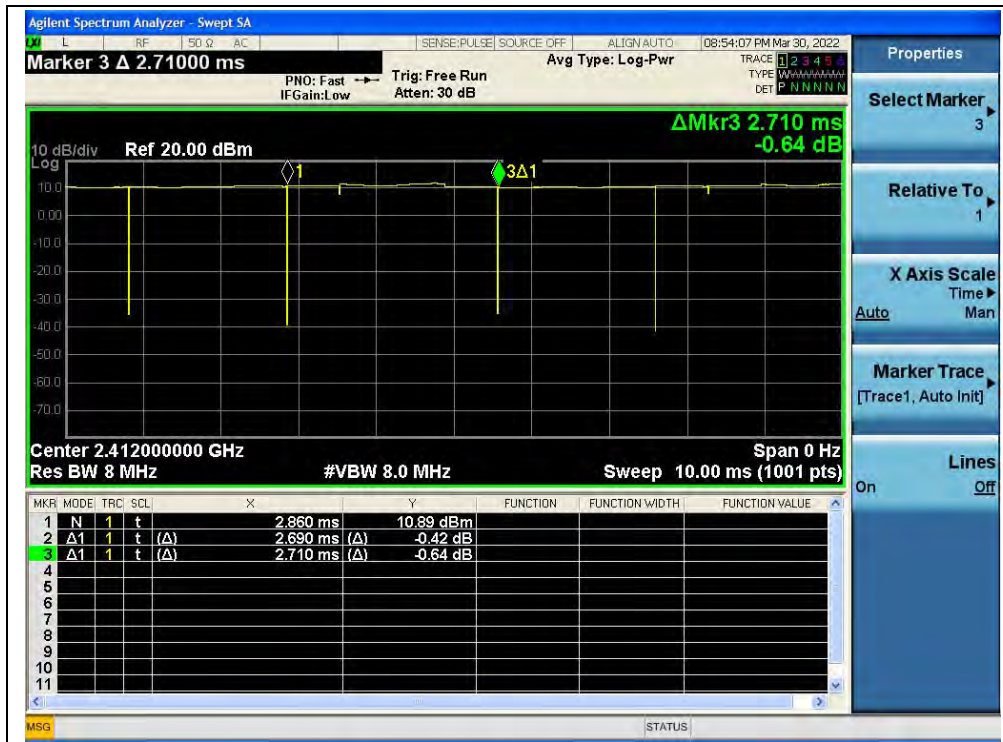 Agilent Spectrum Analyzer - Swept SA
LXI L RF 50 Ω AC SENSE:PULSE SOURCE OFF ALIGN AUTO 08:54:07 PM Mar 30, 2022
Marker 3 Δ 2.71000 ms
Avg Type: Log-Pwr
TRACE 1 2 3 4 5 6
PNO: Fast Trig: Free Run
TYPE WWWWWW
IFGain:Low Atten: 30 dB
DET P N N N N N
ΔMkr3 2.710 ms
-0.64 dB
10 dB/div Ref 20.00 dBm
Log
1
3Δ1
10.0
0.00
-10.0
-20.0
-30.0
-40.0
-50.0
-60.0
-70.0
Center 2.412000000 GHz Span 0 Hz
Res BW 8 MHz #VBW 8.0 MHz Sweep 10.00 ms (1001 pts)
MKR MODE TRC SCL X Y FUNCTION FUNCTION WIDTH FUNCTION VALUE
1 N 1 t 2.860 ms 10.89 dBm
2 Δ1 1 t (Δ) 2.690 ms (Δ) -0.42 dB
3 Δ1 1 t (Δ) 2.710 ms (Δ) -0.64 dB
4
5
6
7
8
9
10
11
MSG STATUS
Properties
Select Marker
3
Relative To
1
X Axis Scale
Time
Auto Man
Marker Trace
[Trace1, Auto Init]
Lines
On Off